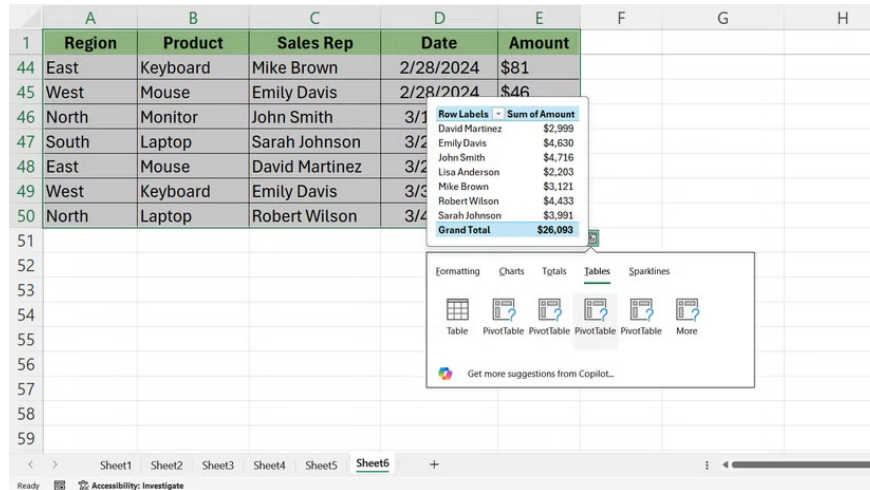 A B C D E F G H
1 Region Product Sales Rep Date Amount
44 East Keyboard Mike Brown 2/28/2024 $81
45 West Mouse Emily Davis 2/28/2024 $46
46 North Monitor John Smith 3/1
47 South Laptop Sarah Johnson 3/2
48 East Mouse David Martinez 3/2
49 West Keyboard Emily Davis 3/3
50 North Laptop Robert Wilson 3/4
Row Labels Sum of Amount
David Martinez $2,999
Emily Davis $4,630
John Smith $4,716
Lisa Anderson $2,203
Mike Brown $3,121
Robert Wilson $4,433
Sarah Johnson $3,991
Grand Total $26,093
51
52
53
54
55
56
57
58
59
Formatting Charts Totals Tables Sparklines
Table PivotTable PivotTable PivotTable PivotTable More
Get more suggestions from Copilot...
Sheet1 Sheet2 Sheet3 Sheet4 Sheet5 Sheet6 +
Ready Accessibility: Investigate